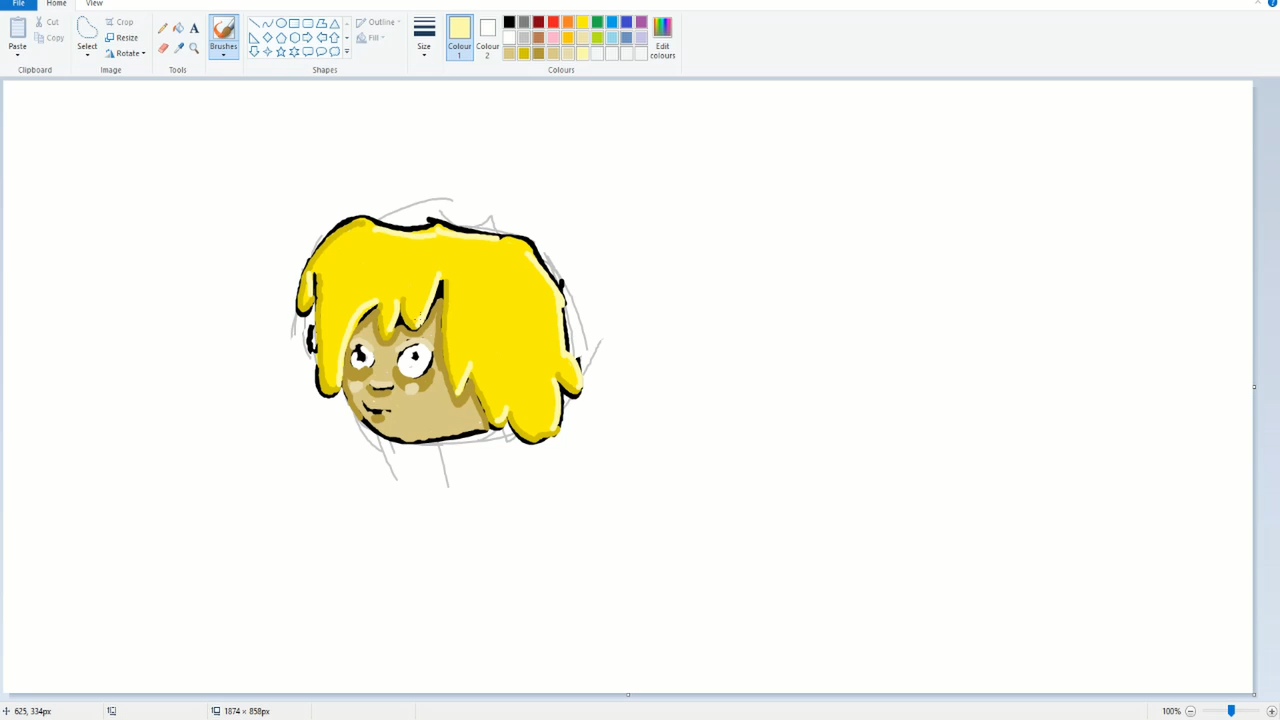 File Home View
Paste Cut Copy Select Crop Resize Rotate A Brushes Outline Fill Size Colour 1 Colour 2 Edit colours
Clipboard Image Tools Shapes Colours
625, 334px 1874 × 858px 100%